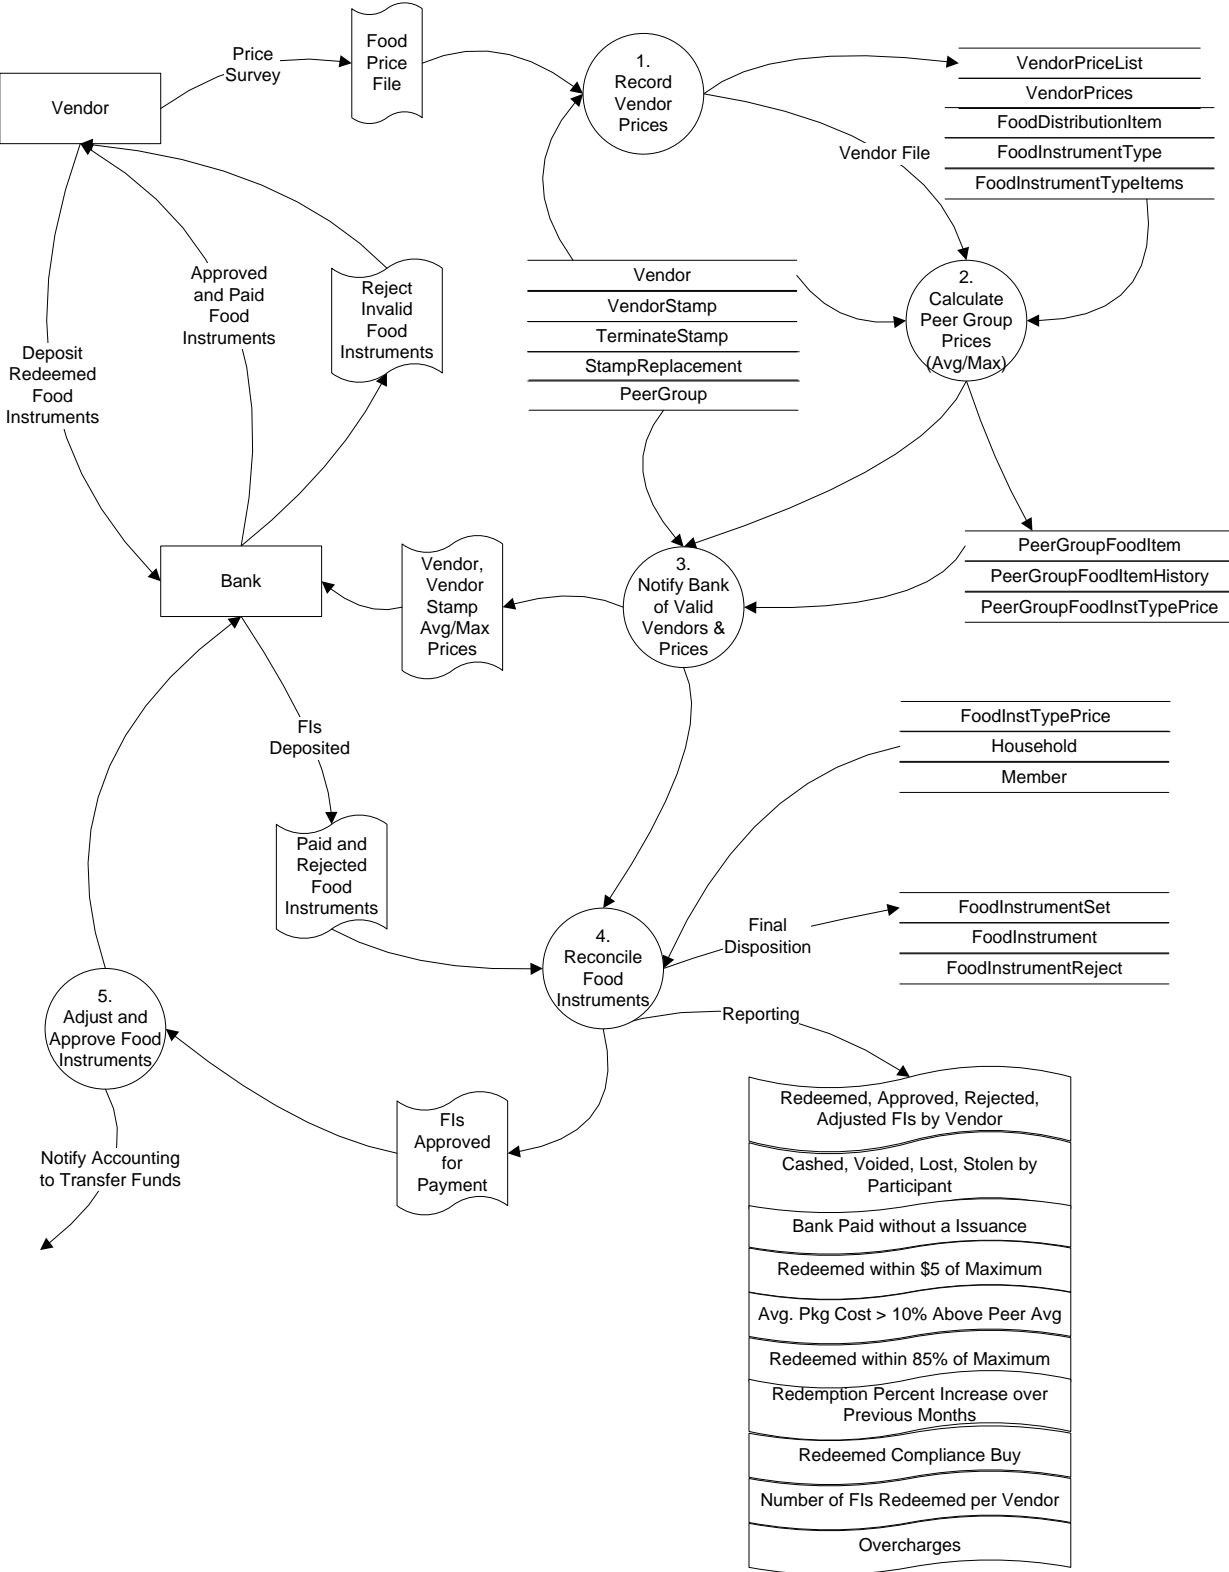 Food
Price
File
Price
Survey
Vendor
1.
Record
Vendor
Prices
VendorPriceList
VendorPrices
FoodDistributionItem
FoodInstrumentType
FoodInstrumentTypeItems
Vendor File
Approved
and Paid
Food
Instruments
Reject
Invalid
Food
Instruments
Deposit
Redeemed
Food
Instruments
Vendor
VendorStamp
TerminateStamp
StampReplacement
PeerGroup
2.
Calculate
Peer Group
Prices
(Avg/Max)
Bank
Vendor,
Vendor
Stamp
Avg/Max
Prices
3.
Notify Bank
of Valid
Vendors &
Prices
PeerGroupFoodItem
PeerGroupFoodItemHistory
PeerGroupFoodInstTypePrice
FIs
Deposited
FoodInstTypePrice
Household
Member
Paid and
Rejected
Food
Instruments
4.
Reconcile
Food
Instruments
Final
Disposition
FoodInstrumentSet
FoodInstrument
FoodInstrumentReject
5.
Adjust and
Approve Food
Instruments
Reporting
FIs
Approved
for
Payment
Notify Accounting
to Transfer Funds
Redeemed, Approved, Rejected,
Adjusted FIs by Vendor
Cashed, Voided, Lost, Stolen by
Participant
Bank Paid without a Issuance
Redeemed within $5 of Maximum
Avg. Pkg Cost > 10% Above Peer Avg
Redeemed within 85% of Maximum
Redemption Percent Increase over
Previous Months
Redeemed Compliance Buy
Number of FIs Redeemed per Vendor
Overcharges